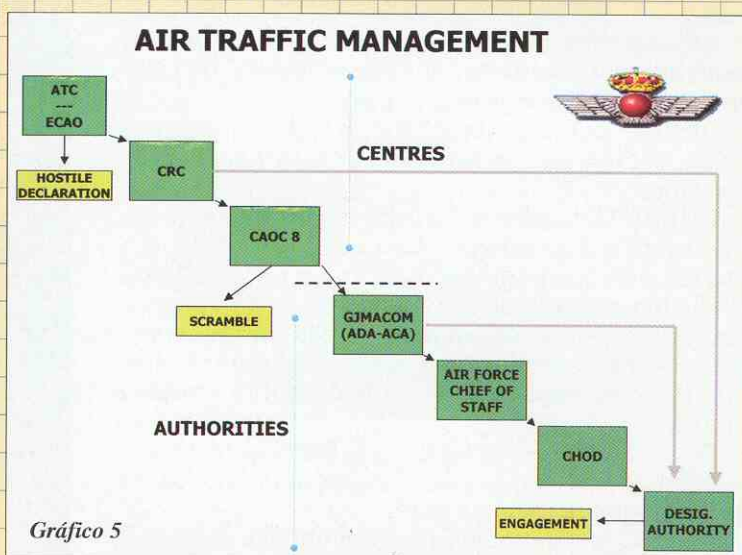 AIR TRAFFIC MANAGEMENT
ATC
---
ECAO
HOSTILE
DECLARATION
CRC
CENTRES
CAOC 8
SCRAMBLE
GJMACOM
(ADA-ACA)
AIR FORCE
CHIEF OF
STAFF
AUTHORITIES
CHOD
ENGAGEMENT
DESIG.
AUTHORITY
Gráfico 5